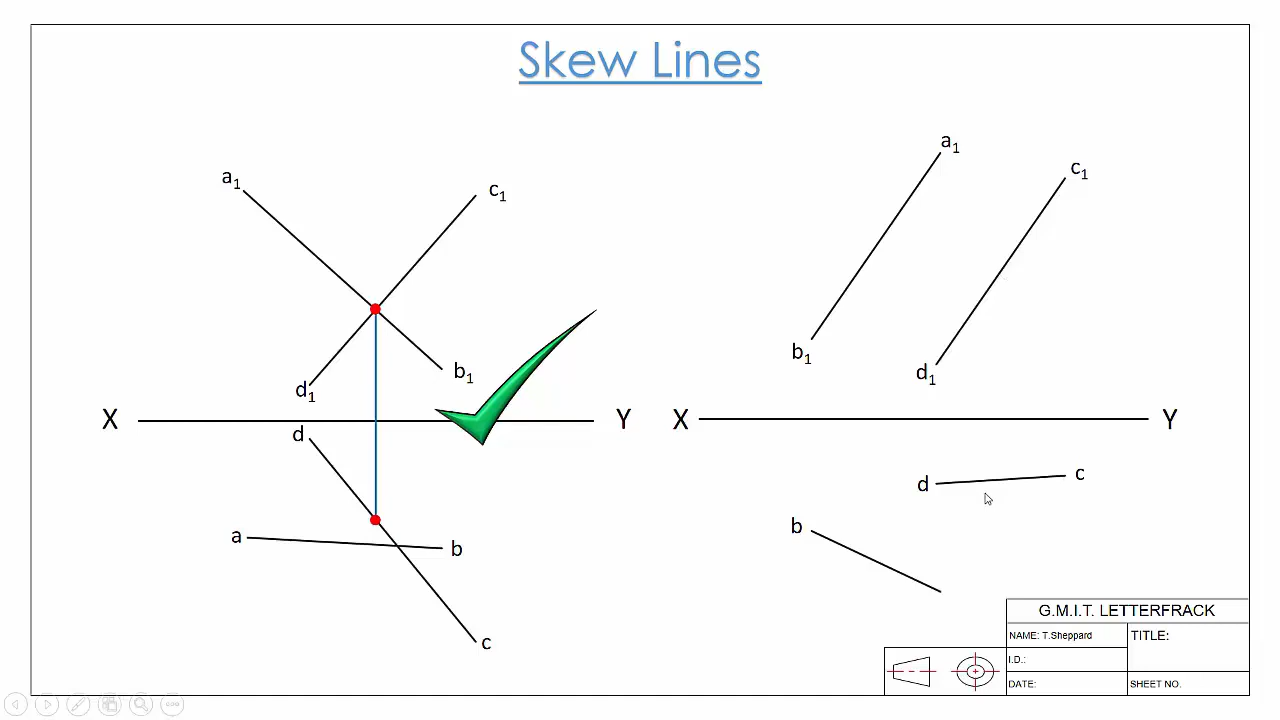 Skew Lines
a1
c1
b1
d1
X
Y
d
a
b
c
a1
c1
b1
d1
X
Y
d
c
b
G.M.I.T. LETTERFRACK
NAME: T.Sheppard
TITLE:
I.D.:
DATE:
SHEET NO.